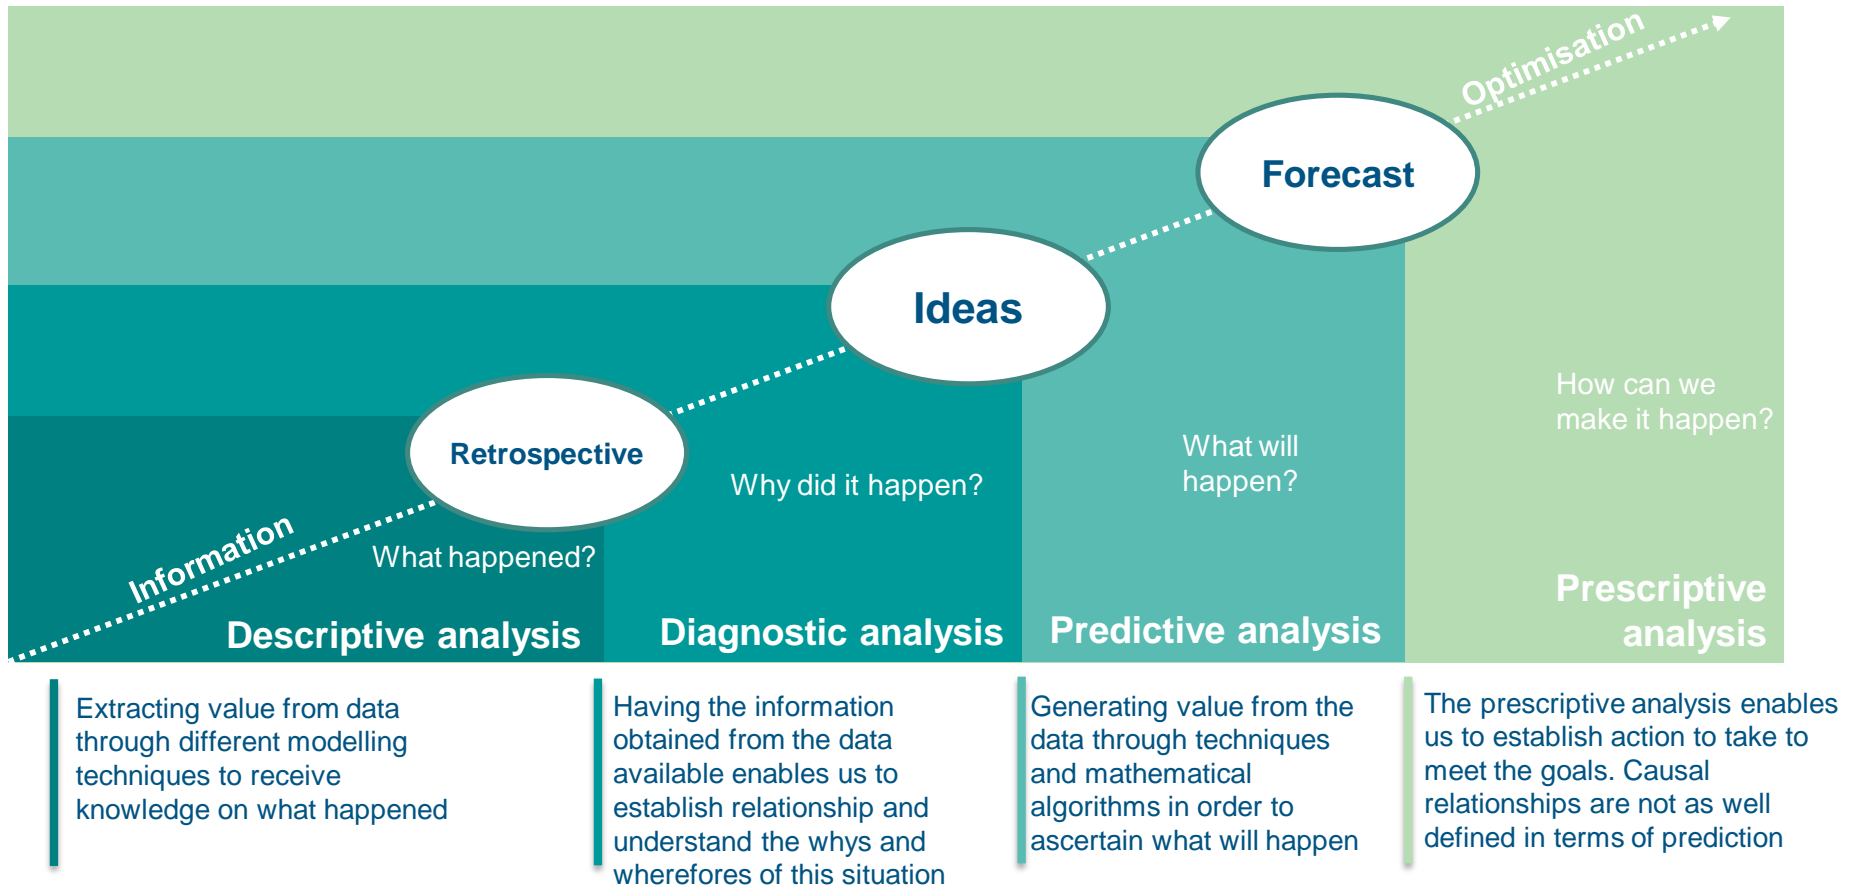 Optimisation
Forecast
Ideas
Retrospective
Information
What happened?
Why did it happen?
What will
happen?
How can we
make it happen?
Descriptive analysis
Diagnostic analysis
Predictive analysis
Prescriptive
analysis
Extracting value from data
through different modelling
techniques to receive
knowledge on what happened
Having the information
obtained from the data
available enables us to
establish relationship and
understand the whys and
wherefores of this situation
Generating value from the
data through techniques
and mathematical
algorithms in order to
ascertain what will happen
The prescriptive analysis enables
us to establish action to take to
meet the goals. Causal
relationships are not as well
defined in terms of prediction